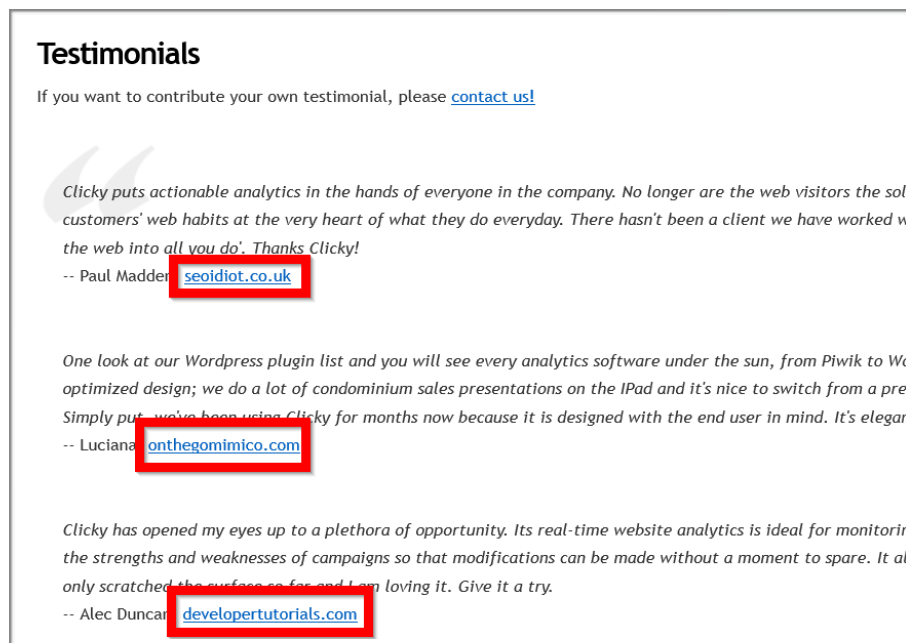 Testimonials
If you want to contribute your own testimonial, please contact us!
Clicky puts actionable analytics in the hands of everyone in the company. No longer are the web visitors the sol
customers' web habits at the very heart of what they do everyday. There hasn't been a client we have worked w
the web into all you do'. Thanks Clicky!
-- Paul Madden seoidiot.co.uk
One look at our Wordpress plugin list and you will see every analytics software under the sun, from Piwik to Wo
optimized design; we do a lot of condominium sales presentations on the IPad and it's nice to switch from a pre
Simply put, we've been using Clicky for months now because it is designed with the end user in mind. It's elegan
-- Luciana, onthegomimico.com
Clicky has opened my eyes up to a plethora of opportunity. Its real-time website analytics is ideal for monitorin
the strengths and weaknesses of campaigns so that modifications can be made without a moment to spare. It al
only scratched the surface so far and I am loving it. Give it a try.
-- Alec Duncan developertutorials.com